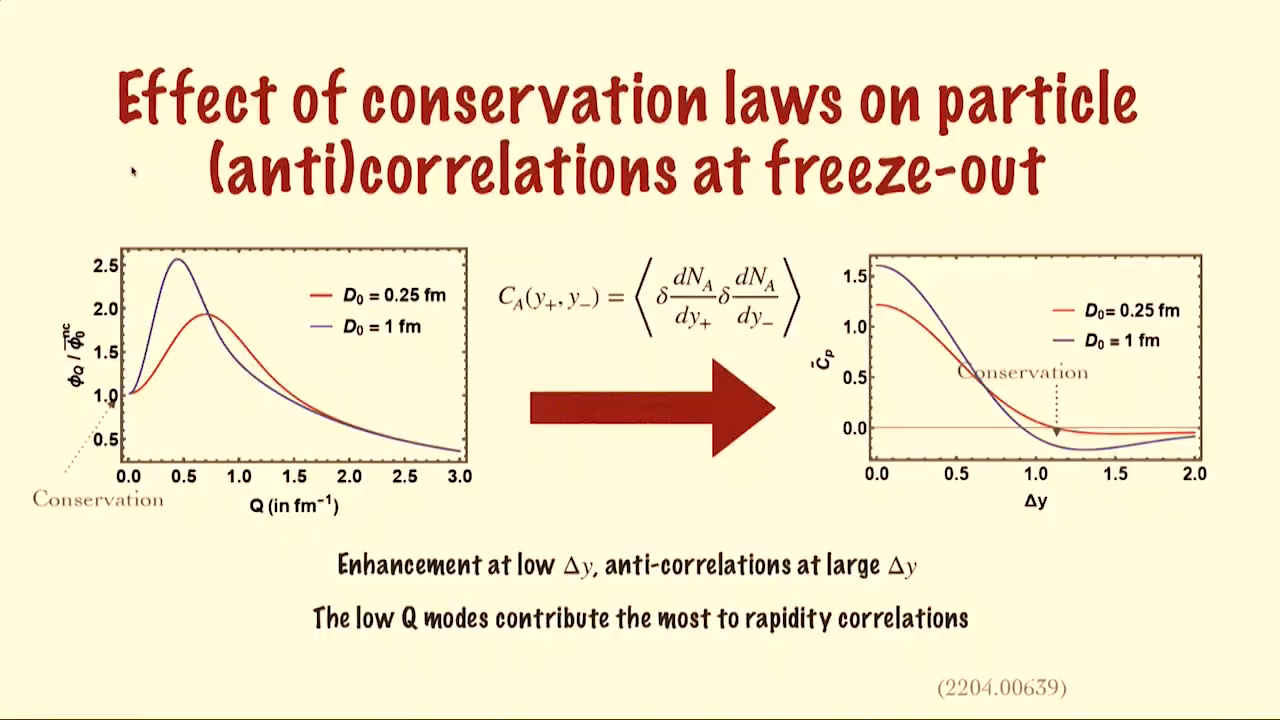 Effect of conservation laws on particle
(anti)correlations at freeze-out
2.5
2.0
1.5
1.0
0.5
ϕ_Q / ϕ̅_0^nc
D₀ = 0.25 fm
D₀ = 1 fm
0.0 0.5 1.0 1.5 2.0 2.5 3.0
Q (in fm⁻¹)
Conservation
C_A(y₊, y₋) = ⟨ δ dN_A/dy₊ δ dN_A/dy₋ ⟩
1.5
1.0
0.5
0.0
C̃_p
D₀= 0.25 fm
D₀ = 1 fm
Conservation
0.0 0.5 1.0 1.5 2.0
Δy
Enhancement at low Δy, anti-correlations at large Δy
The low Q modes contribute the most to rapidity correlations
(2204.00639)